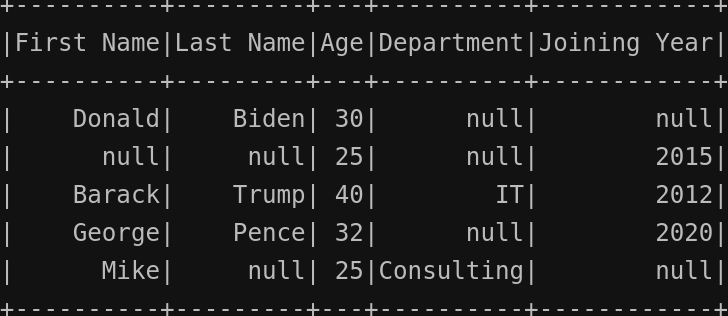 +----------+---------+---+----------+------------+
|First Name|Last Name|Age|Department|Joining Year|
+----------+---------+---+----------+------------+
|    Donald|    Biden| 30|      null|        null|
|      null|     null| 25|      null|        2015|
|    Barack|    Trump| 40|        IT|        2012|
|    George|    Pence| 32|      null|        2020|
|      Mike|     null| 25|Consulting|        null|
+----------+---------+---+----------+------------+